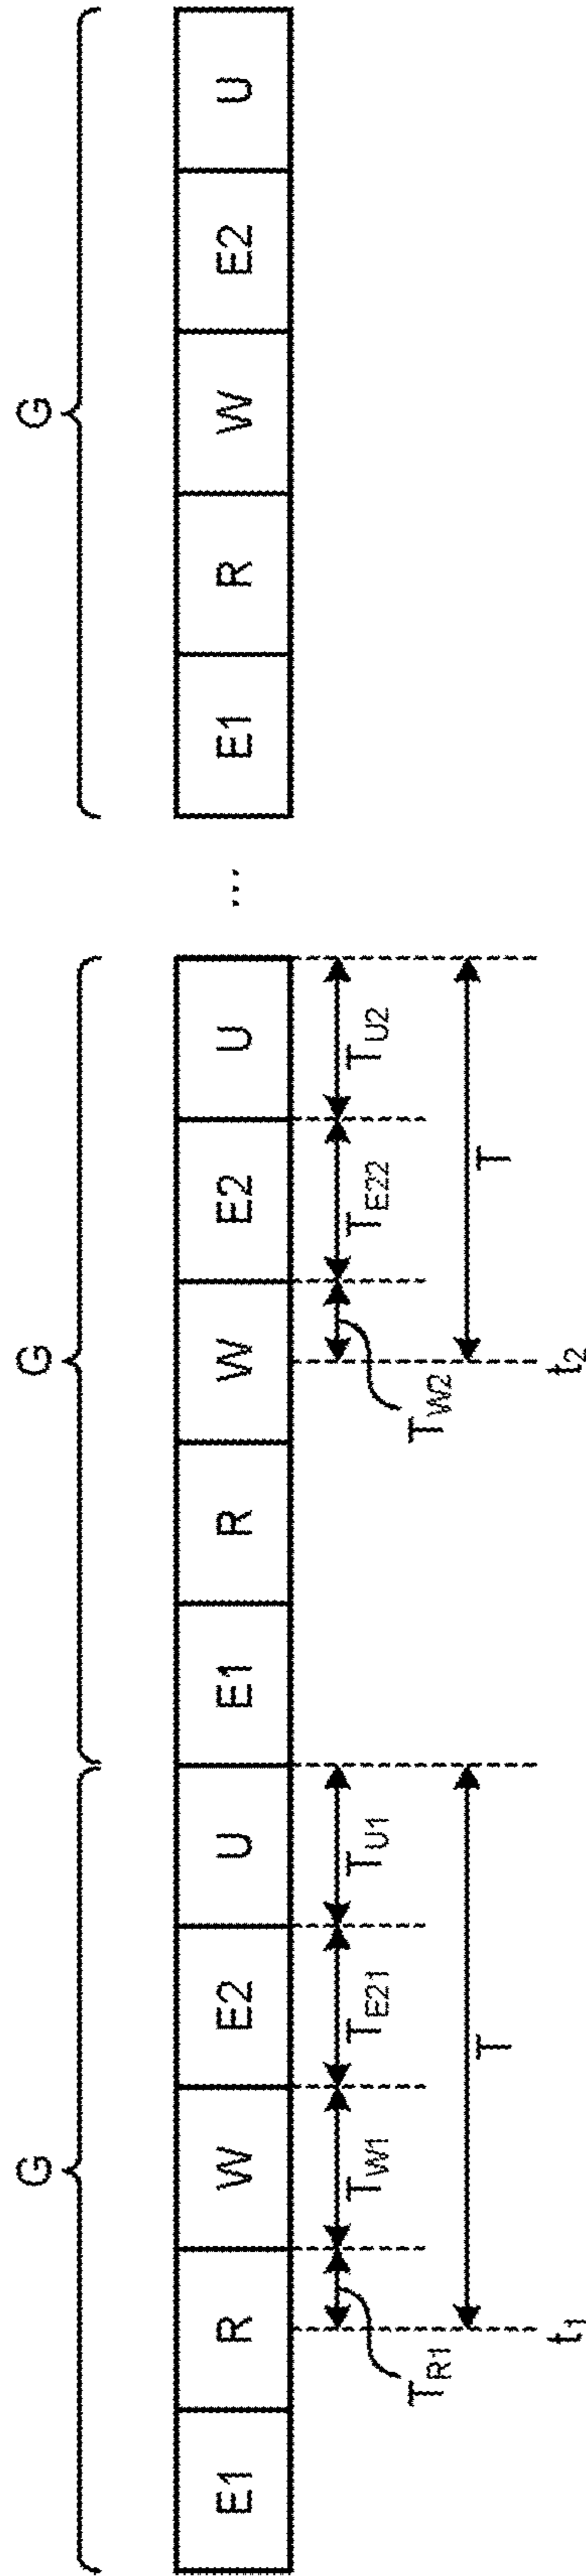 G G G
E1 R W E2 U E1 R W E2 U ... E1 R W E2 U
T_R1 T_W1 T_E21 T_U1 T_W2 T_E22 T_U2
T T
t_1 t_2